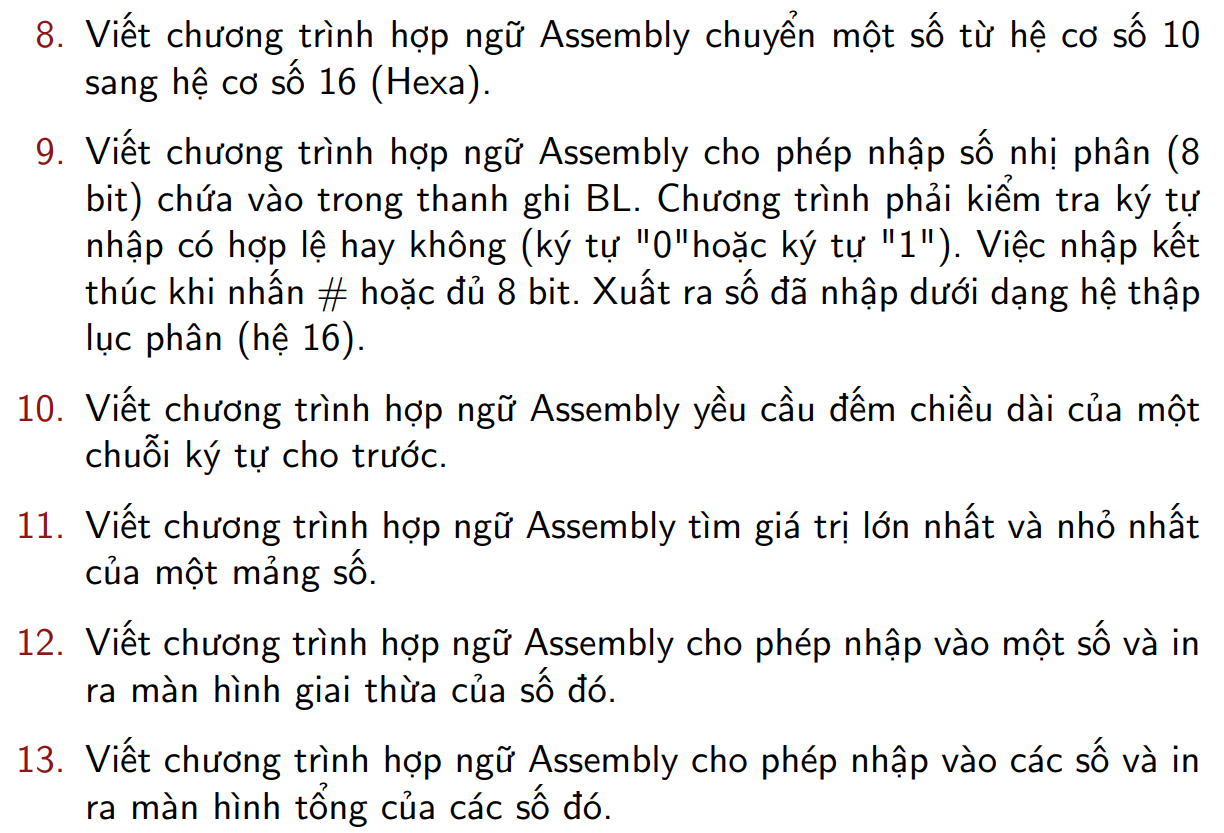 8. Viết chương trình hợp ngữ Assembly chuyển một số từ hệ cơ số 10
sang hệ cơ số 16 (Hexa).
9. Viết chương trình hợp ngữ Assembly cho phép nhập số nhị phân (8
bit) chứa vào trong thanh ghi BL. Chương trình phải kiểm tra ký tự
nhập có hợp lệ hay không (ký tự "0"hoặc ký tự "1"). Việc nhập kết
thúc khi nhấn # hoặc đủ 8 bit. Xuất ra số đã nhập dưới dạng hệ thập
lục phân (hệ 16).
10. Viết chương trình hợp ngữ Assembly yều cầu đếm chiều dài của một
chuỗi ký tự cho trước.
11. Viết chương trình hợp ngữ Assembly tìm giá trị lớn nhất và nhỏ nhất
của một mảng số.
12. Viết chương trình hợp ngữ Assembly cho phép nhập vào một số và in
ra màn hình giai thừa của số đó.
13. Viết chương trình hợp ngữ Assembly cho phép nhập vào các số và in
ra màn hình tổng của các số đó.